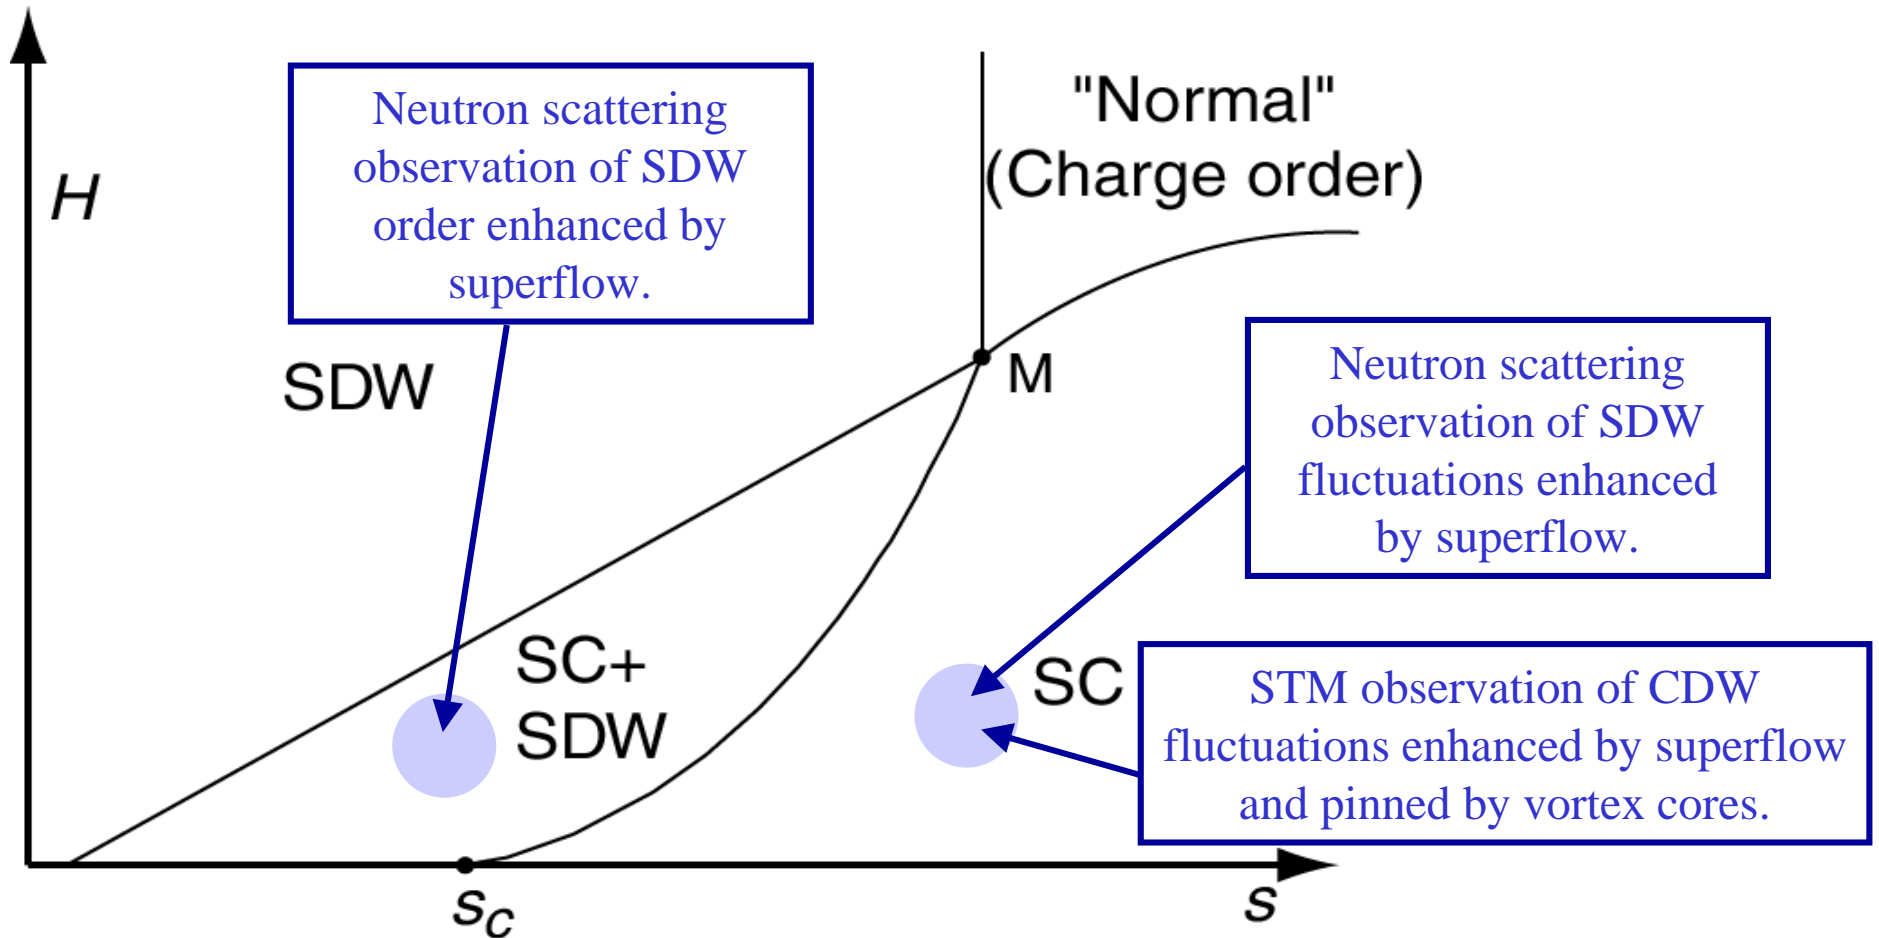 H
Neutron scattering
observation of SDW
order enhanced by
superflow.
"Normal"
(Charge order)
SDW
M
Neutron scattering
observation of SDW
fluctuations enhanced
by superflow.
SC+
SDW
SC
STM observation of CDW
fluctuations enhanced by superflow
and pinned by vortex cores.
sc
s